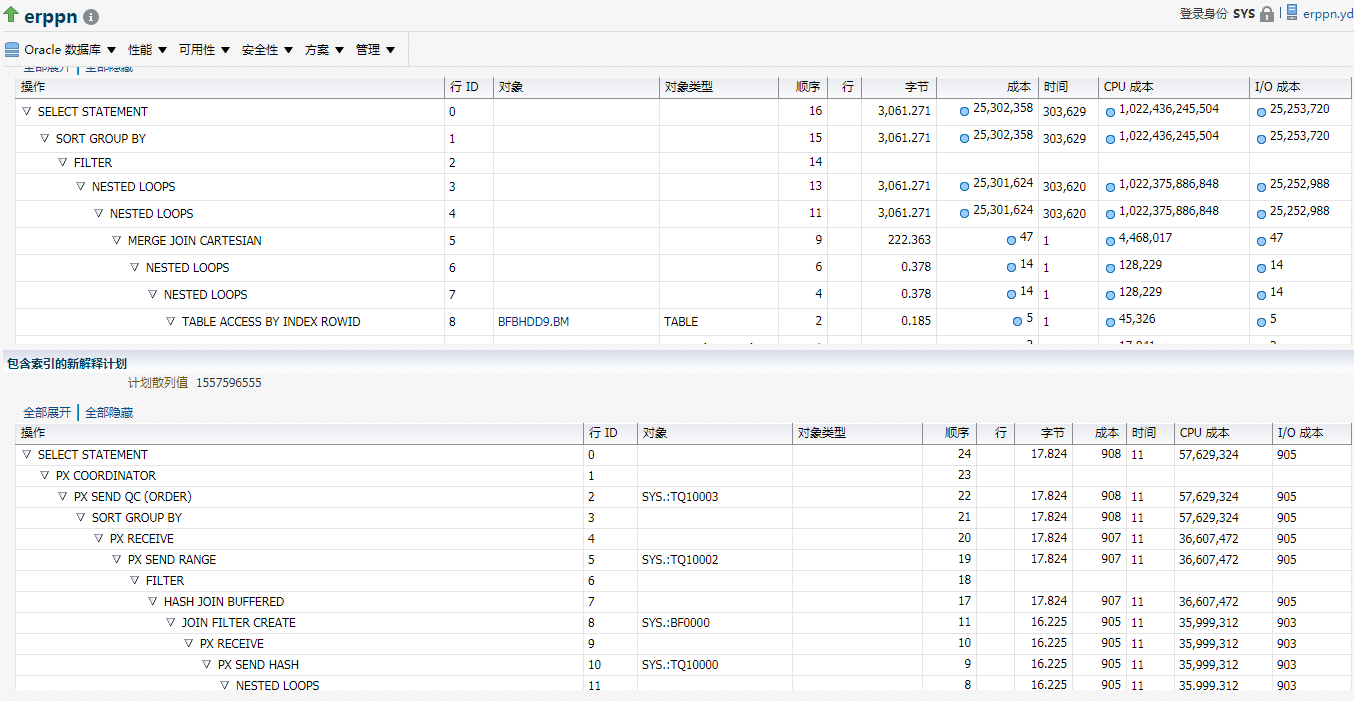 erppn
登录身份 SYS erppn.yd
Oracle 数据库 性能 可用性 安全性 方案 管理
全部展开 全部隐藏
操作 行 ID 对象 对象类型 顺序 行 字节 成本 时间 CPU 成本 I/O 成本
SELECT STATEMENT 0 16 3,061.271 25,302,358 303,629 1,022,436,245,504 25,253,720
SORT GROUP BY 1 15 3,061.271 25,302,358 303,629 1,022,436,245,504 25,253,720
FILTER 2 14
NESTED LOOPS 3 13 3,061.271 25,301,624 303,620 1,022,375,886,848 25,252,988
NESTED LOOPS 4 11 3,061.271 25,301,624 303,620 1,022,375,886,848 25,252,988
MERGE JOIN CARTESIAN 5 9 222.363 47 1 4,468,017 47
NESTED LOOPS 6 6 0.378 14 1 128,229 14
NESTED LOOPS 7 4 0.378 14 1 128,229 14
TABLE ACCESS BY INDEX ROWID 8 BFBHDD9.BM TABLE 2 0.185 5 1 45,326 5
包含索引的新解释计划
计划散列值 1557596555
全部展开 全部隐藏
操作 行 ID 对象 对象类型 顺序 行 字节 成本 时间 CPU 成本 I/O 成本
SELECT STATEMENT 0 24 17.824 908 11 57,629,324 905
PX COORDINATOR 1 23
PX SEND QC (ORDER) 2 SYS.:TQ10003 22 17.824 908 11 57,629,324 905
SORT GROUP BY 3 21 17.824 908 11 57,629,324 905
PX RECEIVE 4 20 17.824 907 11 36,607,472 905
PX SEND RANGE 5 SYS.:TQ10002 19 17.824 907 11 36,607,472 905
FILTER 6 18
HASH JOIN BUFFERED 7 17 17.824 907 11 36,607,472 905
JOIN FILTER CREATE 8 SYS.:BF0000 11 16.225 905 11 35,999,312 903
PX RECEIVE 9 10 16.225 905 11 35,999,312 903
PX SEND HASH 10 SYS.:TQ10000 9 16.225 905 11 35,999,312 903
NESTED LOOPS 11 8 16.225 905 11 35,999,312 903